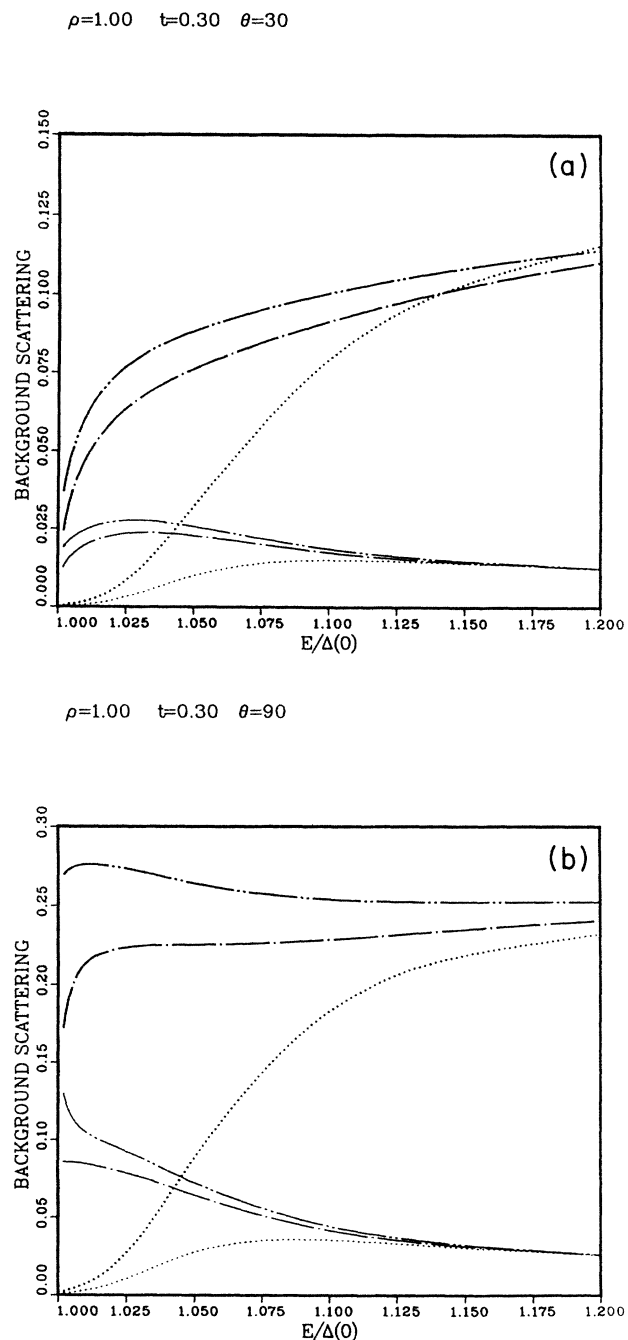 ρ=1.00 t=0.30 θ=30
(a)
BACKGROUND SCATTERING
0.150
0.125
0.100
0.075
0.050
0.025
0.000
1.000 1.025 1.050 1.075 1.100 1.125 1.150 1.175 1.200
E/Δ(0)
ρ=1.00 t=0.30 θ=90
(b)
BACKGROUND SCATTERING
0.30
0.25
0.20
0.15
0.10
0.05
0.00
1.000 1.025 1.050 1.075 1.100 1.125 1.150 1.175 1.200
E/Δ(0)